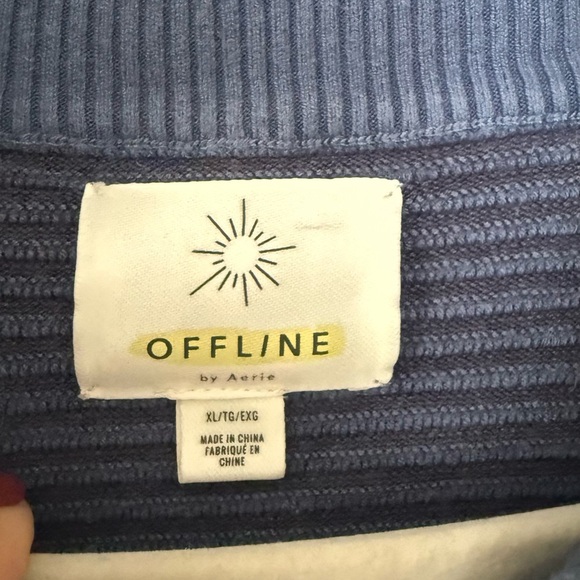 OFFLINE
by Aerie
XL/TG/EXG
MADE IN CHINA
FABRIQUÉ EN
CHINE